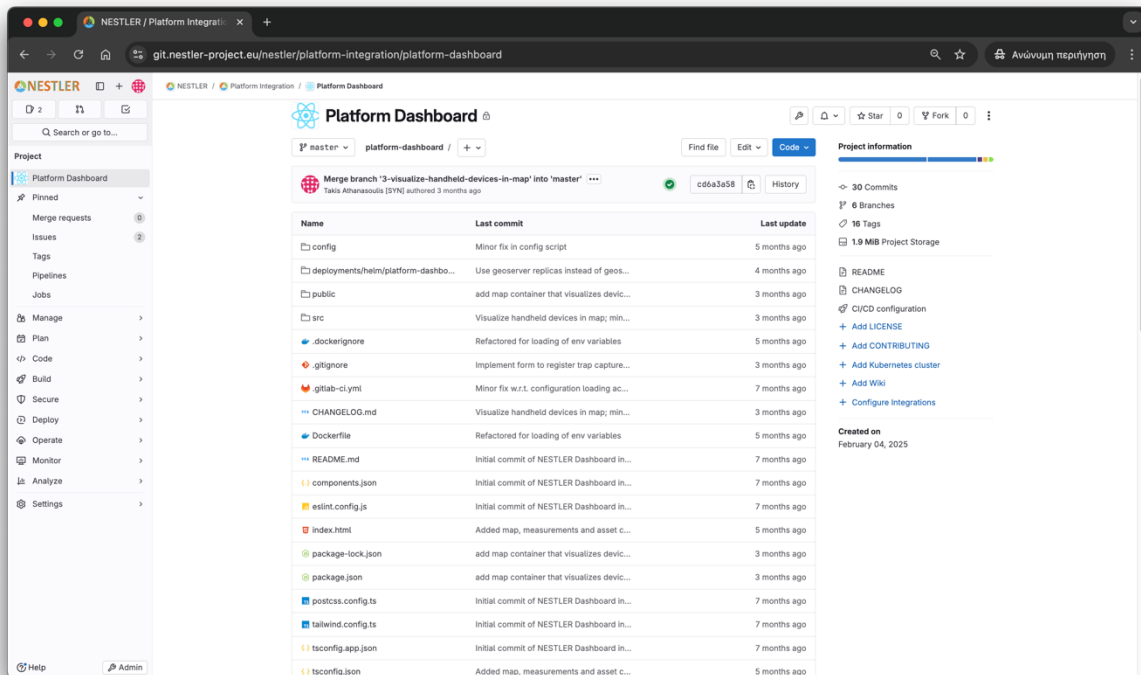 NESTLER / Platform Integratic
git.nestler-project.eu/nestler/platform-integration/platform-dashboard
Ανώνυμη περιήγηση
NESTLER
2
Search or go to...
Project
Platform Dashboard
Pinned
Merge requests 0
Issues 2
Tags
Pipelines
Jobs
Manage
Plan
Code
Build
Secure
Deploy
Operate
Monitor
Analyze
Settings
Help
Admin
NESTLER / Platform Integration / Platform Dashboard
Platform Dashboard
Star 0
Fork 0
master
platform-dashboard /
Find file
Edit
Code
Merge branch '3-visualize-handheld-devices-in-map' into 'master'
Takis Athanasoulis [SYN] authored 3 months ago
cd6a3a58
History
Name Last commit Last update
config Minor fix in config script 5 months ago
deployments/helm/platform-dashbo... Use geoserver replicas instead of geos... 4 months ago
public add map container that visualizes devic... 3 months ago
src Visualize handheld devices in map; min... 3 months ago
.dockerignore Refactored for loading of env variables 5 months ago
.gitignore Implement form to register trap capture... 3 months ago
.gitlab-ci.yml Minor fix w.r.t. configuration loading ac... 7 months ago
CHANGELOG.md Visualize handheld devices in map; min... 3 months ago
Dockerfile Refactored for loading of env variables 5 months ago
README.md Initial commit of NESTLER Dashboard in... 7 months ago
components.json Initial commit of NESTLER Dashboard in... 7 months ago
eslint.config.js Initial commit of NESTLER Dashboard in... 7 months ago
index.html Added map, measurements and asset c... 5 months ago
package-lock.json add map container that visualizes devic... 3 months ago
package.json add map container that visualizes devic... 3 months ago
postcss.config.ts Initial commit of NESTLER Dashboard in... 7 months ago
tailwind.config.ts Initial commit of NESTLER Dashboard in... 7 months ago
tsconfig.app.json Initial commit of NESTLER Dashboard in... 7 months ago
tsconfig.json Added map, measurements and asset c... 5 months ago
Project information
30 Commits
6 Branches
16 Tags
1.9 MiB Project Storage
README
CHANGELOG
CI/CD configuration
+ Add LICENSE
+ Add CONTRIBUTING
+ Add Kubernetes cluster
+ Add Wiki
+ Configure Integrations
Created on
February 04, 2025